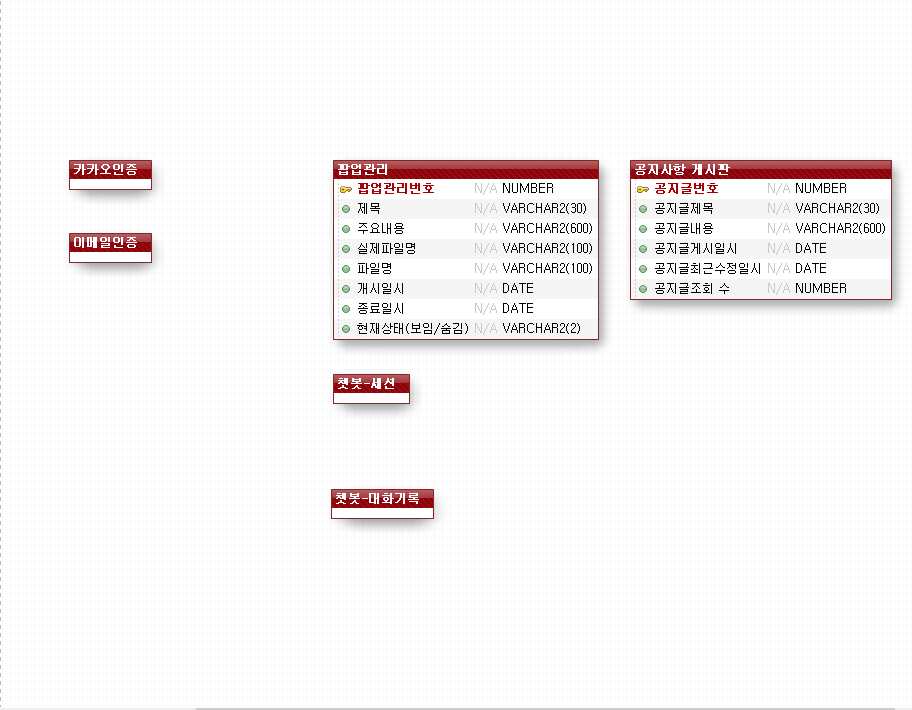 카카오인증
이메일인증
팝업관리
팝업관리번호 N/A NUMBER
제목 N/A VARCHAR2(30)
주요내용 N/A VARCHAR2(600)
실제파일명 N/A VARCHAR2(100)
파일명 N/A VARCHAR2(100)
개시일시 N/A DATE
종료일시 N/A DATE
현재상태(보임/숨김) N/A VARCHAR2(2)
공지사항 게시판
공지글번호 N/A NUMBER
공지글제목 N/A VARCHAR2(30)
공지글내용 N/A VARCHAR2(600)
공지글게시일시 N/A DATE
공지글최근수정일시 N/A DATE
공지글조회 수 N/A NUMBER
챗봇-세션
챗봇-대화기록